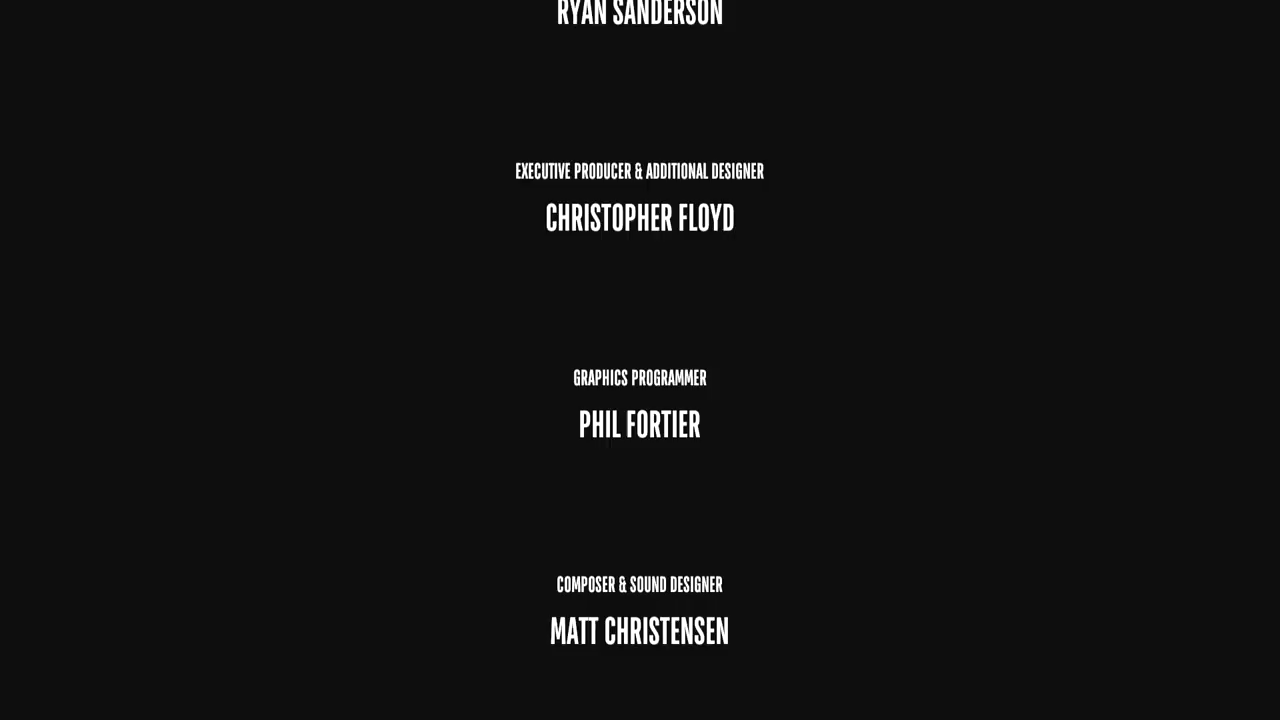 RYAN SANDERSON
EXECUTIVE PRODUCER & ADDITIONAL DESIGNER
CHRISTOPHER FLOYD
GRAPHICS PROGRAMMER
PHIL FORTIER
COMPOSER & SOUND DESIGNER
MATT CHRISTENSEN